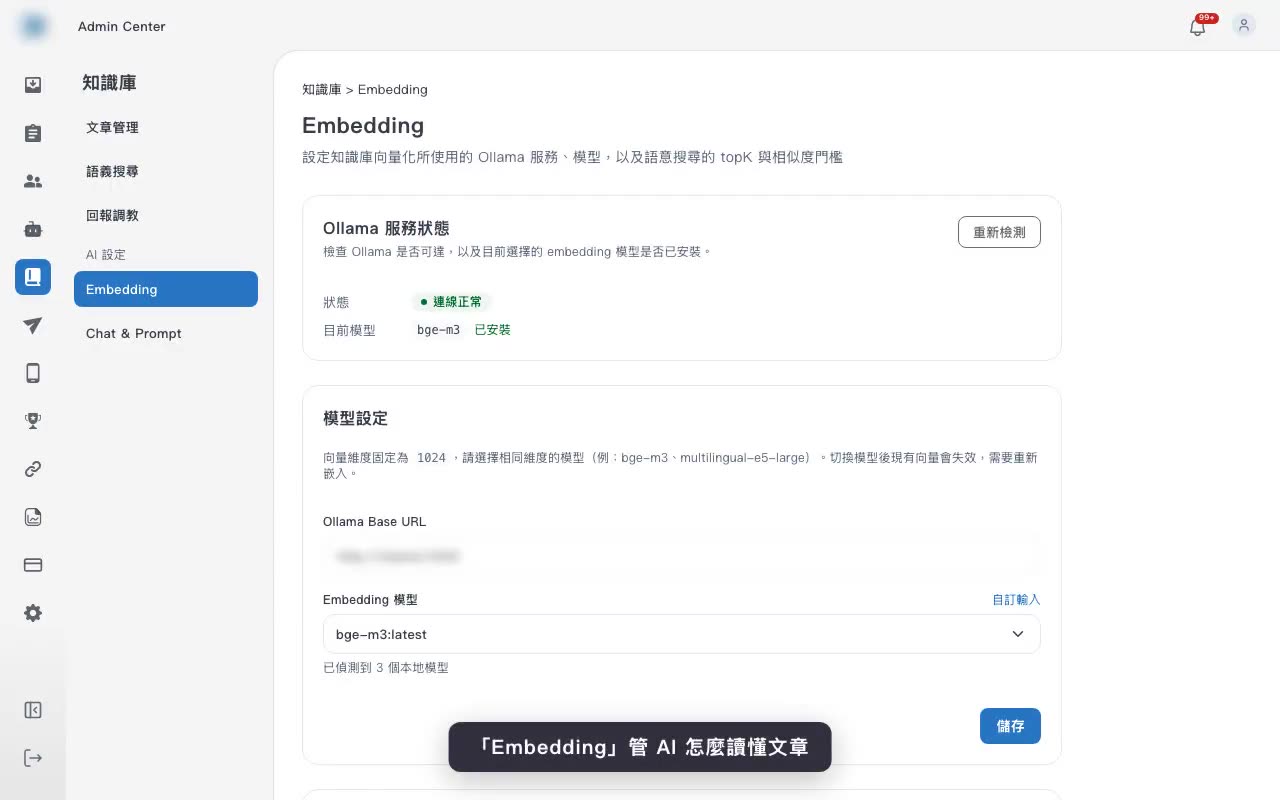 Admin Center
99+
知識庫
文章管理
語義搜尋
回報調教
AI 設定
Embedding
Chat & Prompt
知識庫 > Embedding
Embedding
設定知識庫向量化所使用的 Ollama 服務、模型，以及語意搜尋的 topK 與相似度門檻
Ollama 服務狀態
重新檢測
檢查 Ollama 是否可達，以及目前選擇的 embedding 模型是否已安裝。
狀態 連線正常
目前模型 bge-m3 已安裝
模型設定
向量維度固定為 1024 ，請選擇相同維度的模型（例：bge-m3、multilingual-e5-large）。切換模型後現有向量會失效，需要重新
嵌入。
Ollama Base URL
Embedding 模型 自訂輸入
bge-m3:latest
已偵測到 3 個本地模型
儲存
「Embedding」管 AI 怎麼讀懂文章